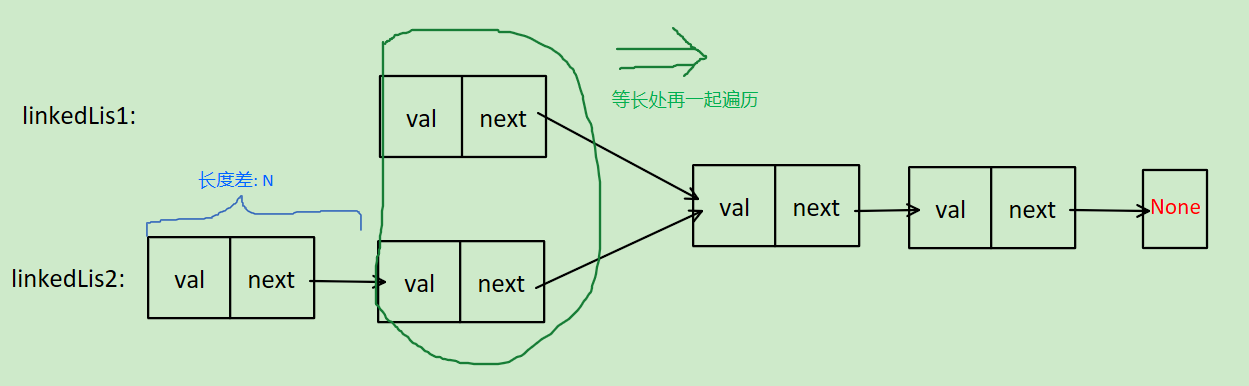 等长处再一起遍历
linkedLis1:
val next
长度差: N
val next
val next
None
linkedLis2:
val next
val next